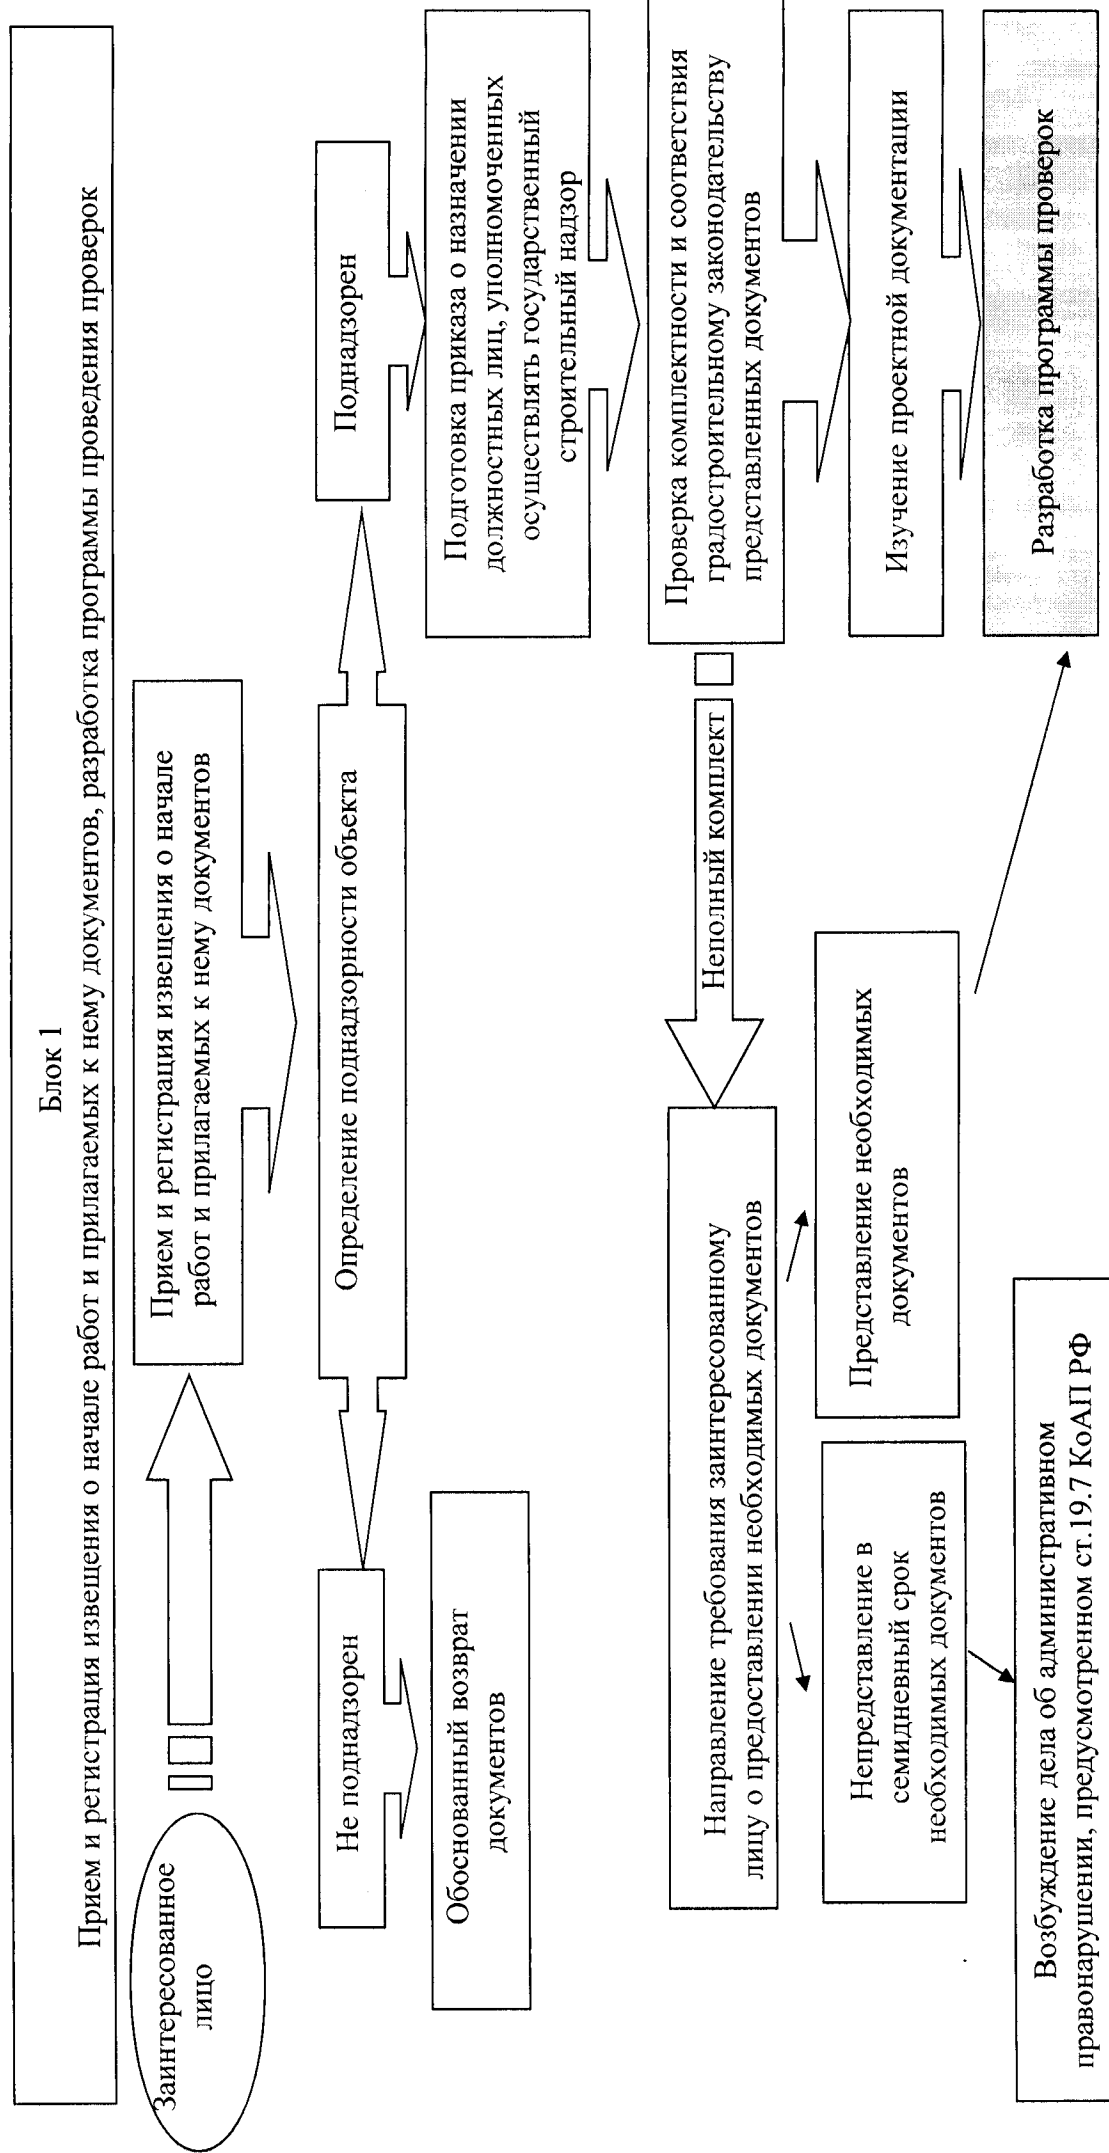 Блок 1
Прием и регистрация извещения о начале работ и прилагаемых к нему документов, разработка программы проведения проверок
Заинтересованное
лицо
Прием и регистрация извещения о начале
работ и прилагаемых к нему документов
Определение поднадзорности объекта
Не поднадзорен
Поднадзорен
Обоснованный возврат
документов
Подготовка приказа о назначении
должностных лиц, уполномоченных
осуществлять государственный
строительный надзор
Проверка комплектности и соответствия
градостроительному законодательству
представленных документов
Неполный комплект
Направление требования заинтересованному
лицу о предоставлении необходимых документов
Непредставление в
семидневный срок
необходимых документов
Представление необходимых
документов
Изучение проектной документации
Возбуждение дела об административном
правонарушении, предусмотренном ст.19.7 КоАП РФ
Разработка программы проверок